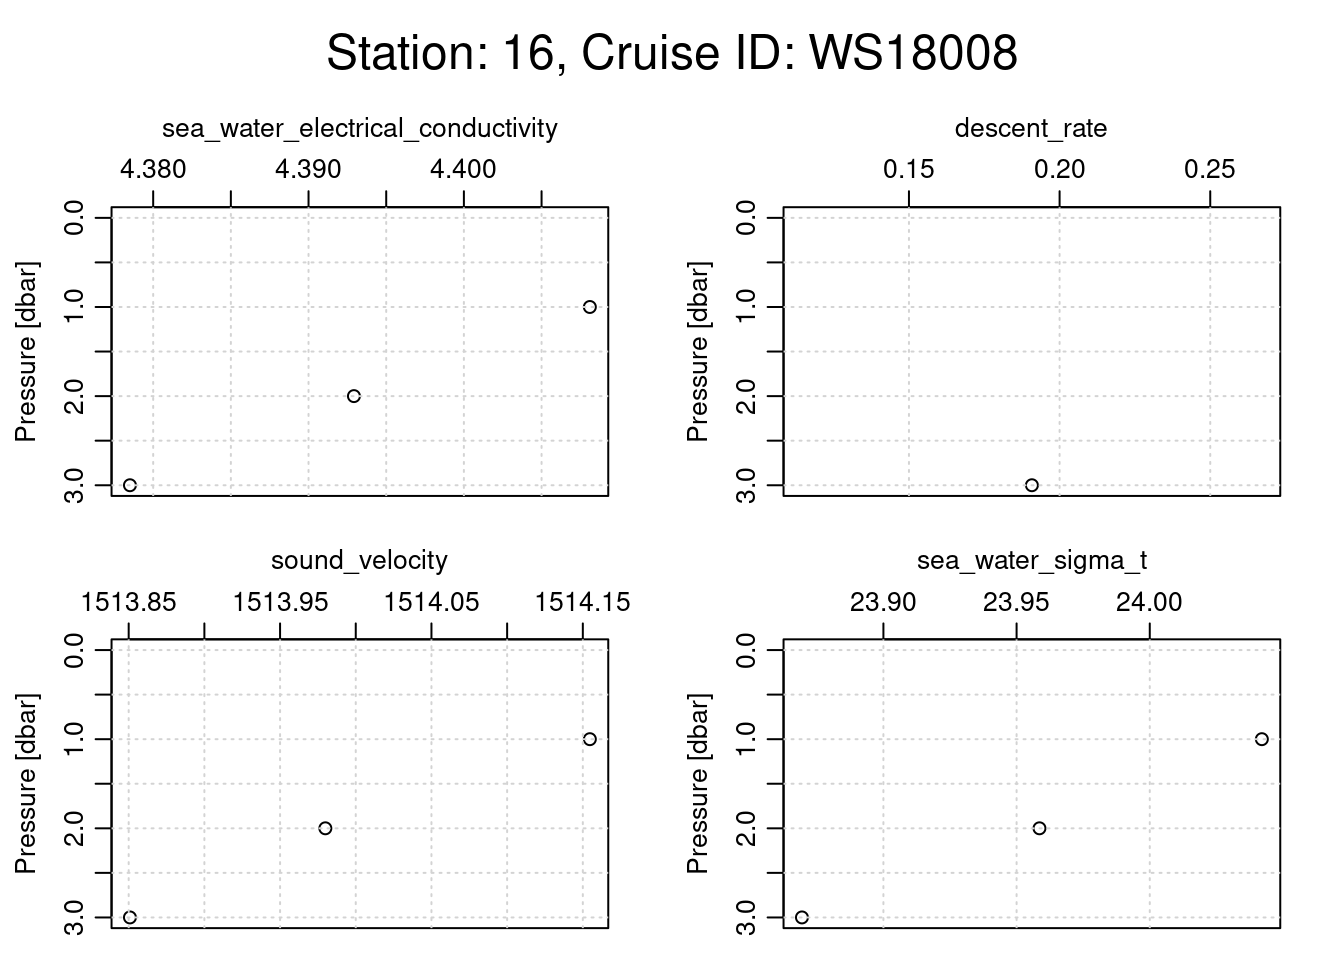 Station: 16, Cruise ID: WS18008
sea_water_electrical_conductivity
4.380 4.390 4.400
Pressure [dbar]
0.0
1.0
2.0
3.0
descent_rate
0.15 0.20 0.25
Pressure [dbar]
0.0
1.0
2.0
3.0
sound_velocity
1513.85 1513.95 1514.05 1514.15
Pressure [dbar]
0.0
1.0
2.0
3.0
sea_water_sigma_t
23.90 23.95 24.00
Pressure [dbar]
0.0
1.0
2.0
3.0